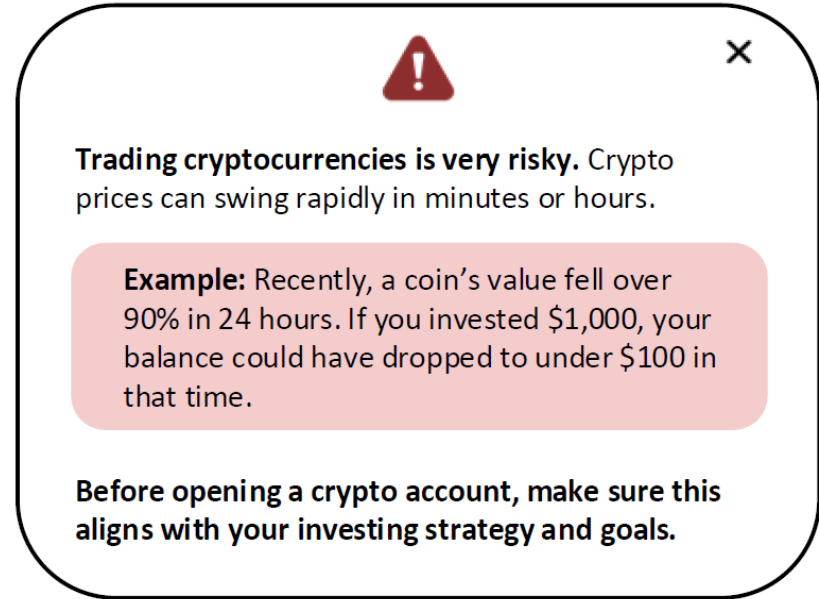 Trading cryptocurrencies is very risky. Crypto
prices can swing rapidly in minutes or hours.
Example: Recently, a coin’s value fell over
90% in 24 hours. If you invested $1,000, your
balance could have dropped to under $100 in
that time.
Before opening a crypto account, make sure this
aligns with your investing strategy and goals.